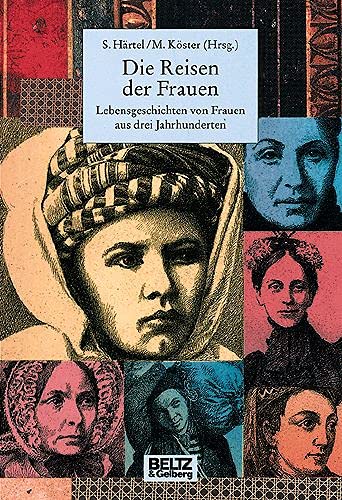 S. Härtel/M. Köster (Hrsg.)
Die Reisen
der Frauen
Lebensgeschichten von Frauen
aus drei Jahrhunderten
BELTZ
& Gelberg